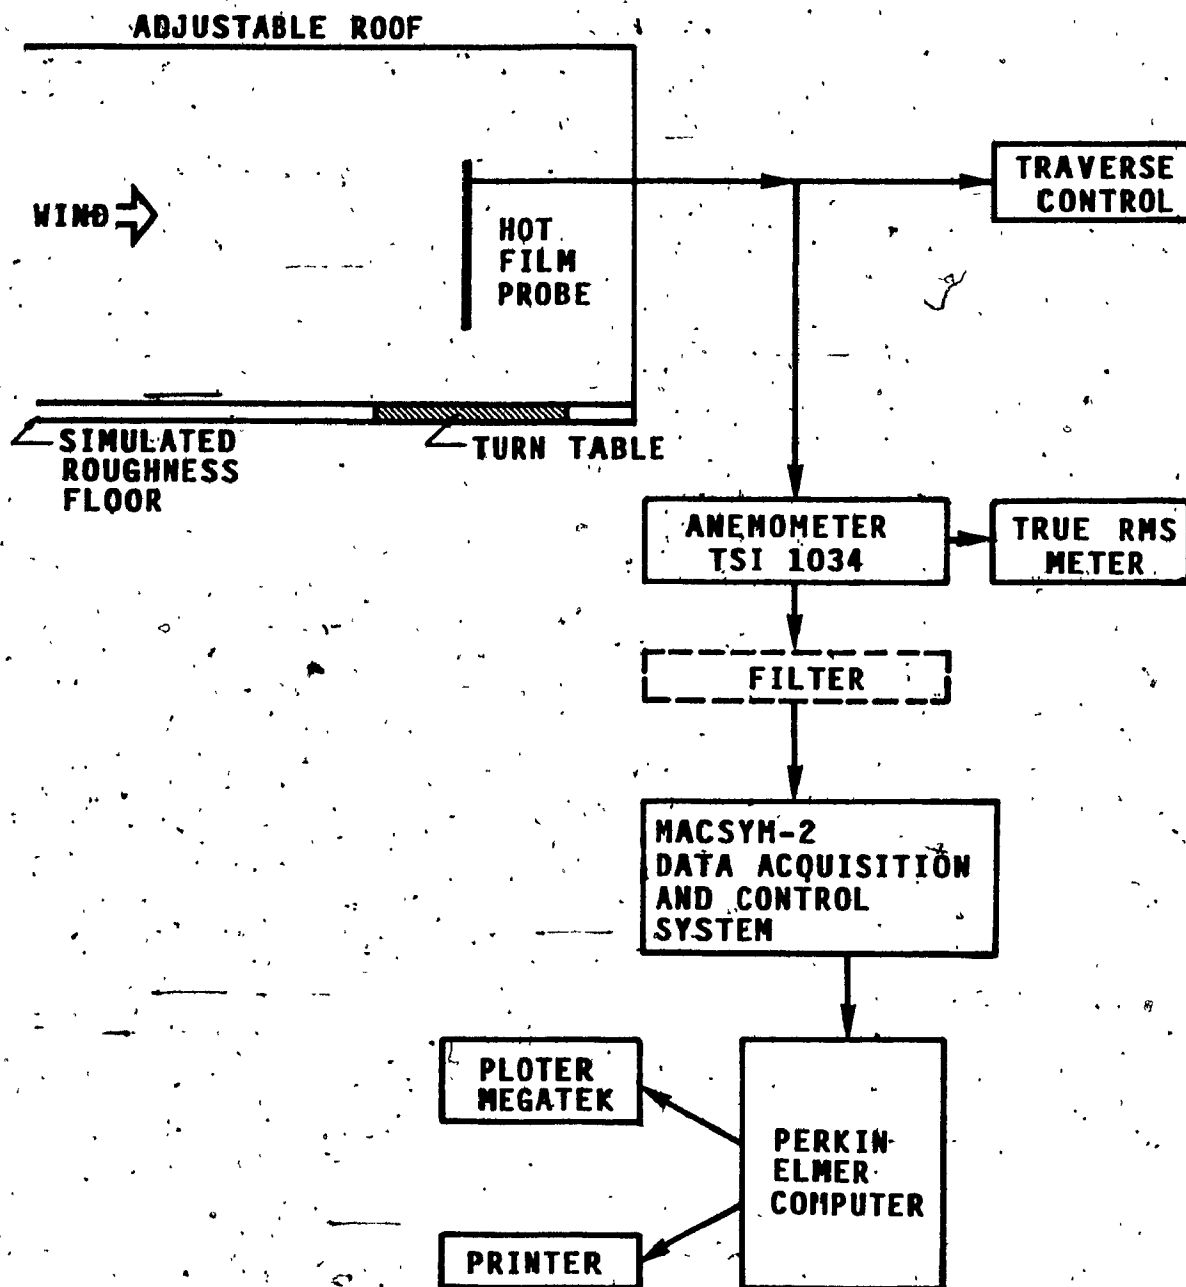 ADJUSTABLE ROOF
TRAVERSE
CONTROL
WIND
HOT
FILM
PROBE
SIMULATED
ROUGHNESS
FLOOR
TURN TABLE
ANEMOMETER
TSI 1034
TRUE RMS
METER
FILTER
MACSYM-2
DATA ACQUISITION
AND CONTROL
SYSTEM
PLOTER
MEGATEK
PERKIN
ELMER
COMPUTER
PRINTER